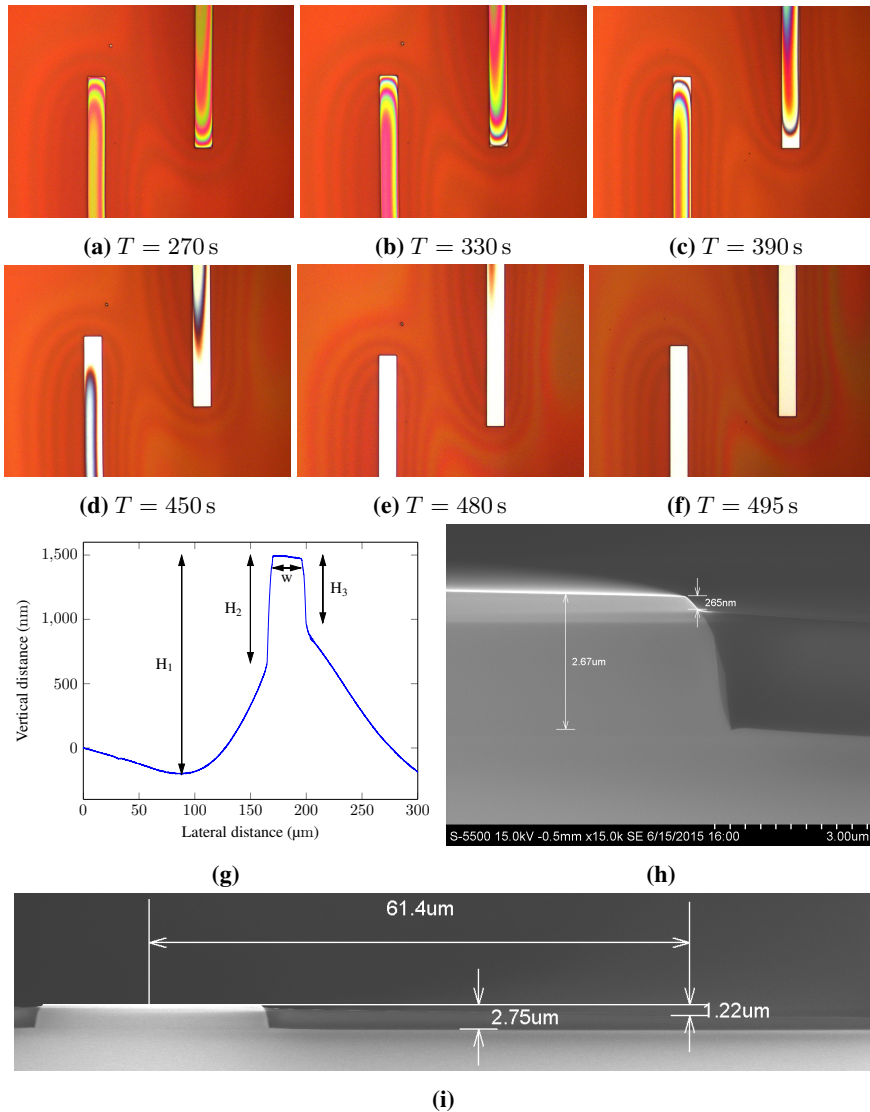 (a) T = 270 s
(b) T = 330 s
(c) T = 390 s
(d) T = 450 s
(e) T = 480 s
(f) T = 495 s
1,500
1,000
500
0
Vertical distance (nm)
H1
H2
w
H3
0
50
100
150
200
250
300
Lateral distance (µm)
(g)
265nm
2.67um
S-5500 15.0kV -0.5mm x15.0k SE 6/15/2015 16:00
3.00um
(h)
61.4um
2.75um
1.22um
(i)